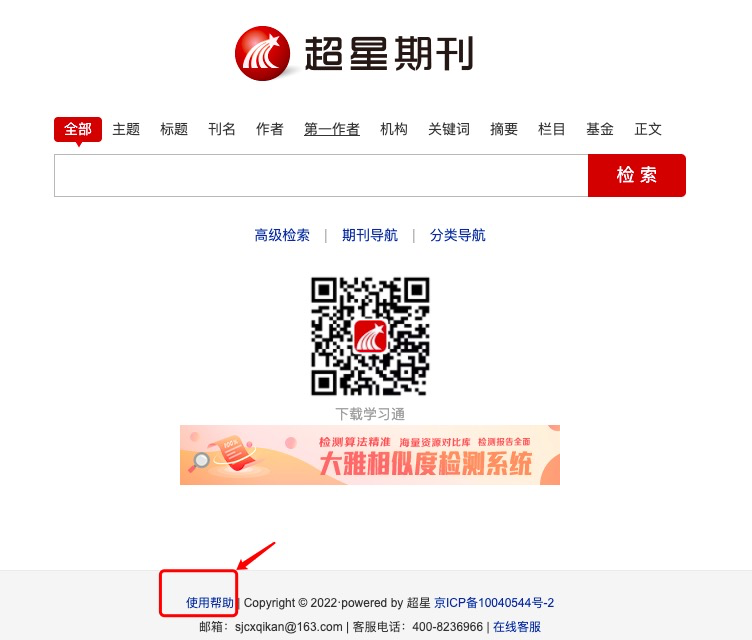 超星期刊
全部 主题 标题 刊名 作者 第一作者 机构 关键词 摘要 栏目 基金 正文
检 索
高级检索 | 期刊导航 | 分类导航
下载学习通
检测算法精准 海量资源对比库 检测报告全面
大雅相似度检测系统
使用帮助 | Copyright © 2022·powered by 超星 京ICP备10040544号-2
邮箱：sjcxqikan@163.com | 客服电话：400-8236966 | 在线客服